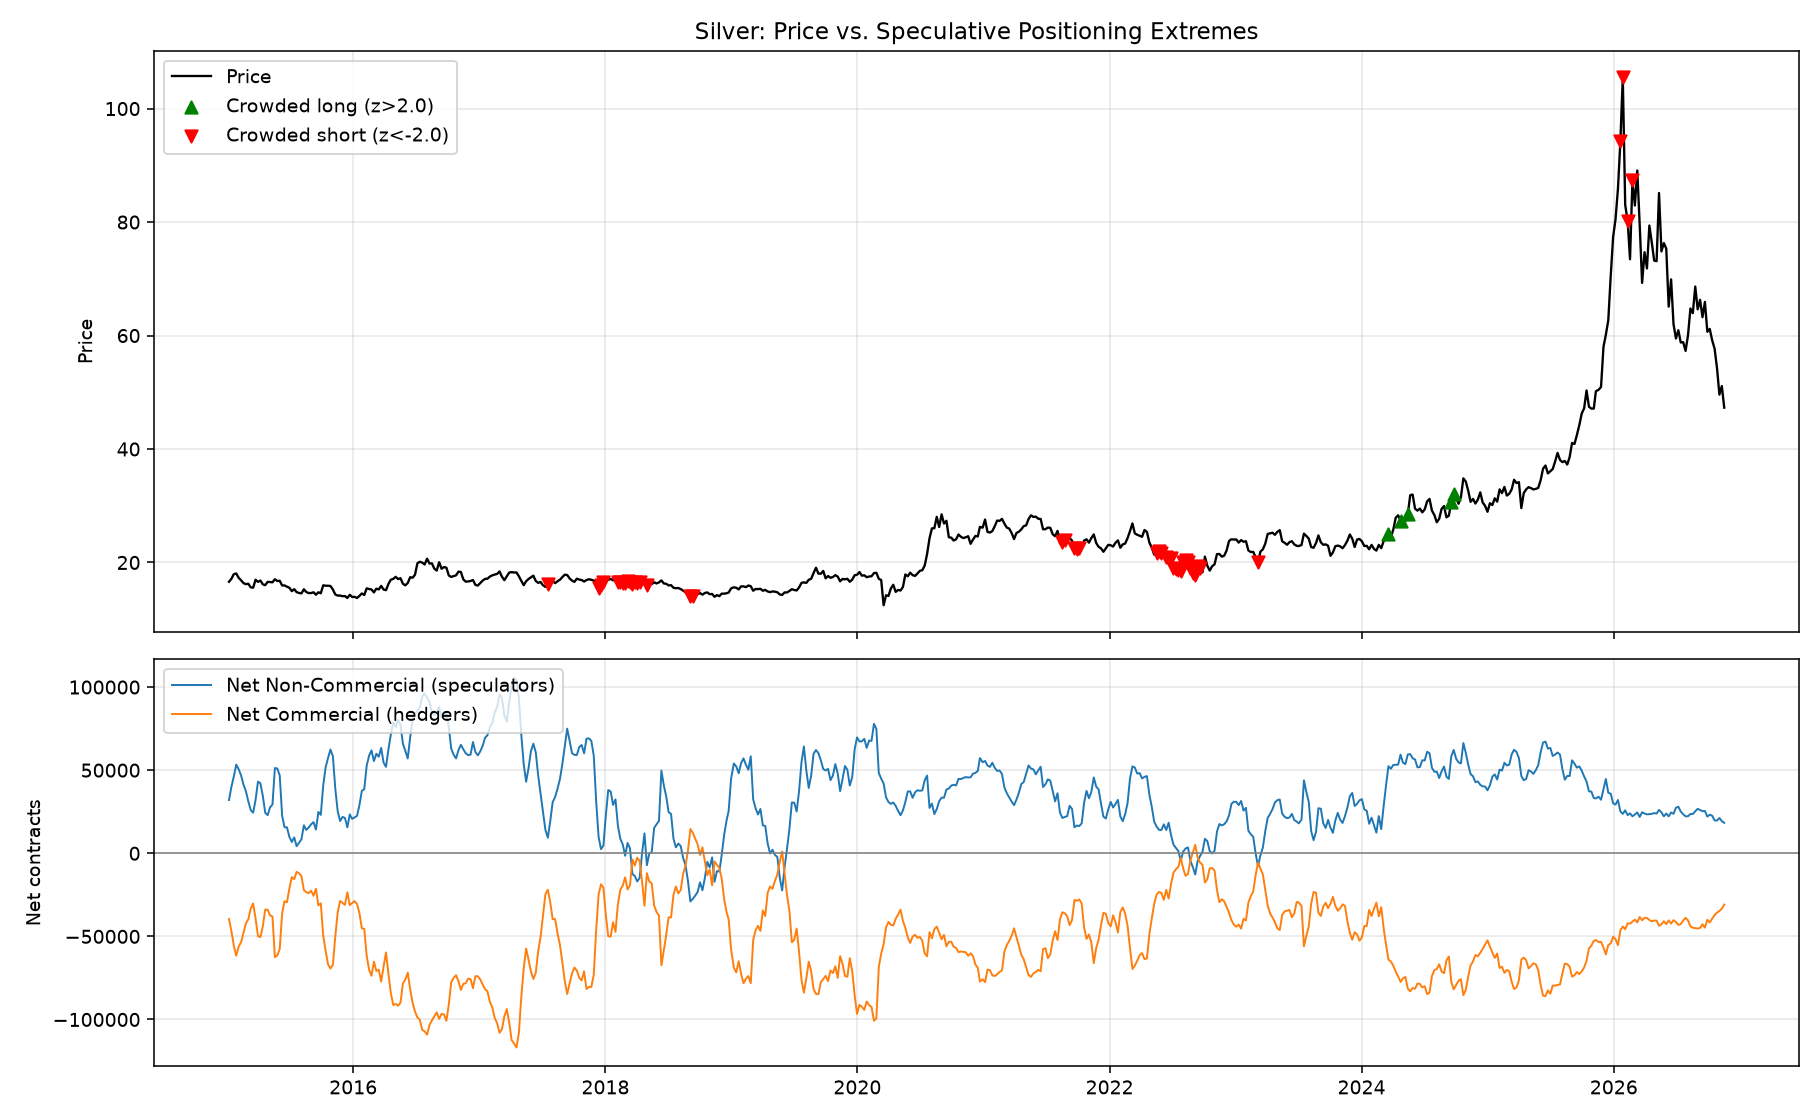 Silver: Price vs. Speculative Positioning Extremes
Price
Crowded long (z>2.0)
Crowded short (z<-2.0)
100
80
60
40
20
Price
Net Non-Commercial (speculators)
Net Commercial (hedgers)
100000
50000
0
−50000
−100000
Net contracts
2016
2018
2020
2022
2024
2026